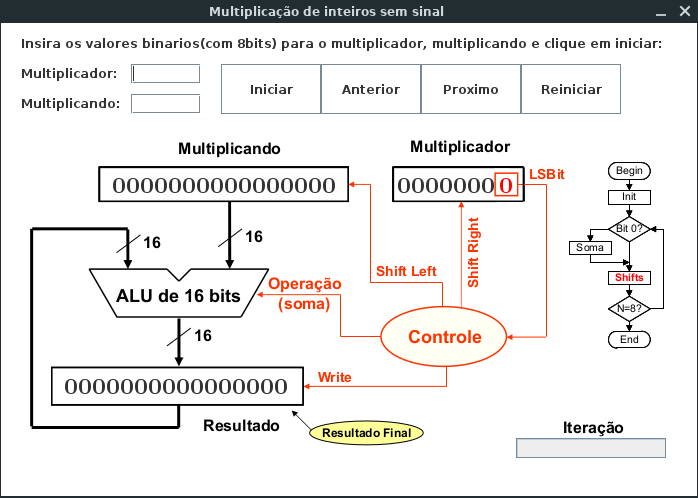 Multiplicação de inteiros sem sinal
Insira os valores binarios(com 8bits) para o multiplicador, multiplicando e clique em iniciar:
Multiplicador:
Multiplicando:
Iniciar
Anterior
Proximo
Reiniciar
Multiplicando
0000000000000000
Multiplicador
00000000
LSBit
16
16
ALU de 16 bits
16
Operação
(soma)
Shift Left
Shift Right
Controle
Write
0000000000000000
Resultado
Resultado Final
Begin
Init
Bit 0?
Soma
Shifts
N=8?
End
Iteração